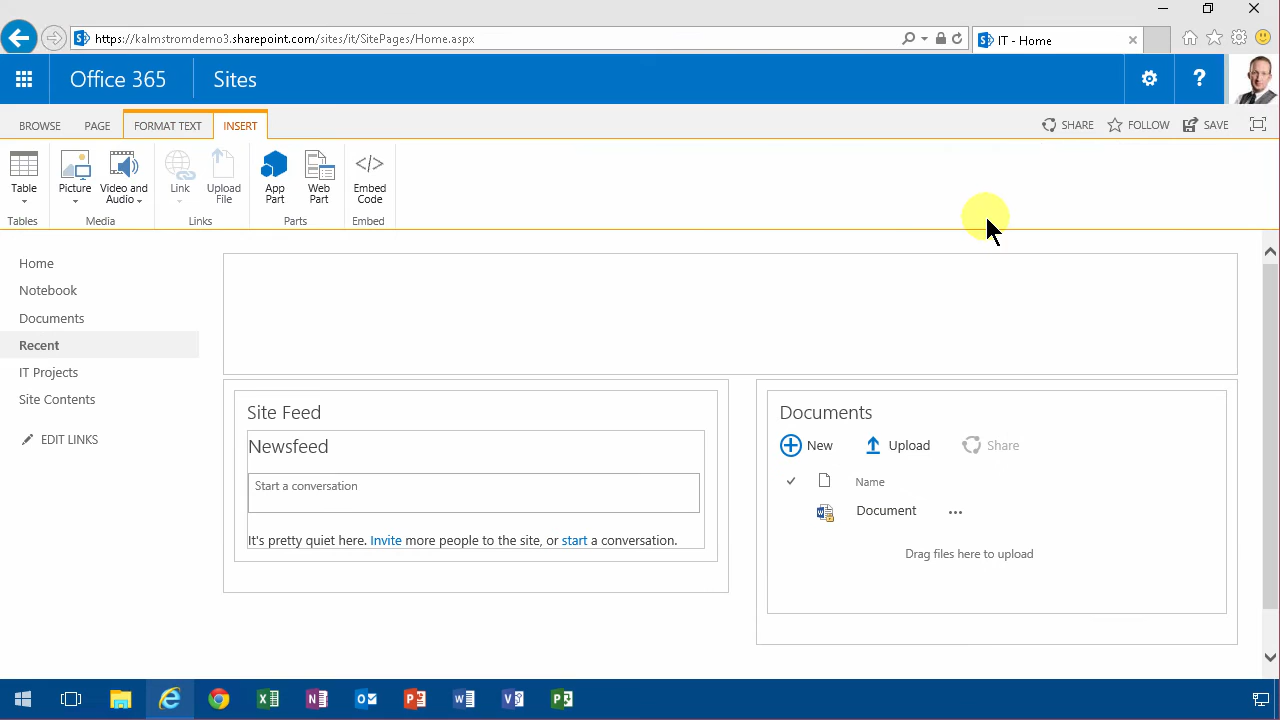 https://kalmstromdemo3.sharepoint.com/sites/it/SitePages/Home.aspx
IT - Home
Office 365
Sites
?
BROWSE
PAGE
FORMAT TEXT
INSERT
SHARE
FOLLOW
SAVE
Table
Picture
Video and Audio
Link
Upload File
App Part
Web Part
Embed Code
Tables
Media
Links
Parts
Embed
Home
Notebook
Documents
Recent
IT Projects
Site Contents
EDIT LINKS
Site Feed
Newsfeed
Start a conversation
It's pretty quiet here. Invite more people to the site, or start a conversation.
Documents
New
Upload
Share
Name
Document
...
Drag files here to upload